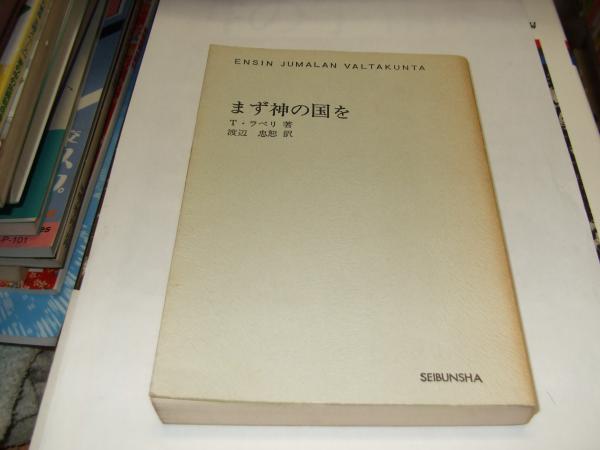 ENSIN JUMALAN VALTAKUNTA
まず神の国を
T・ラペリ 著
渡辺 忠恕 訳
SEIBUNSHA
P-101